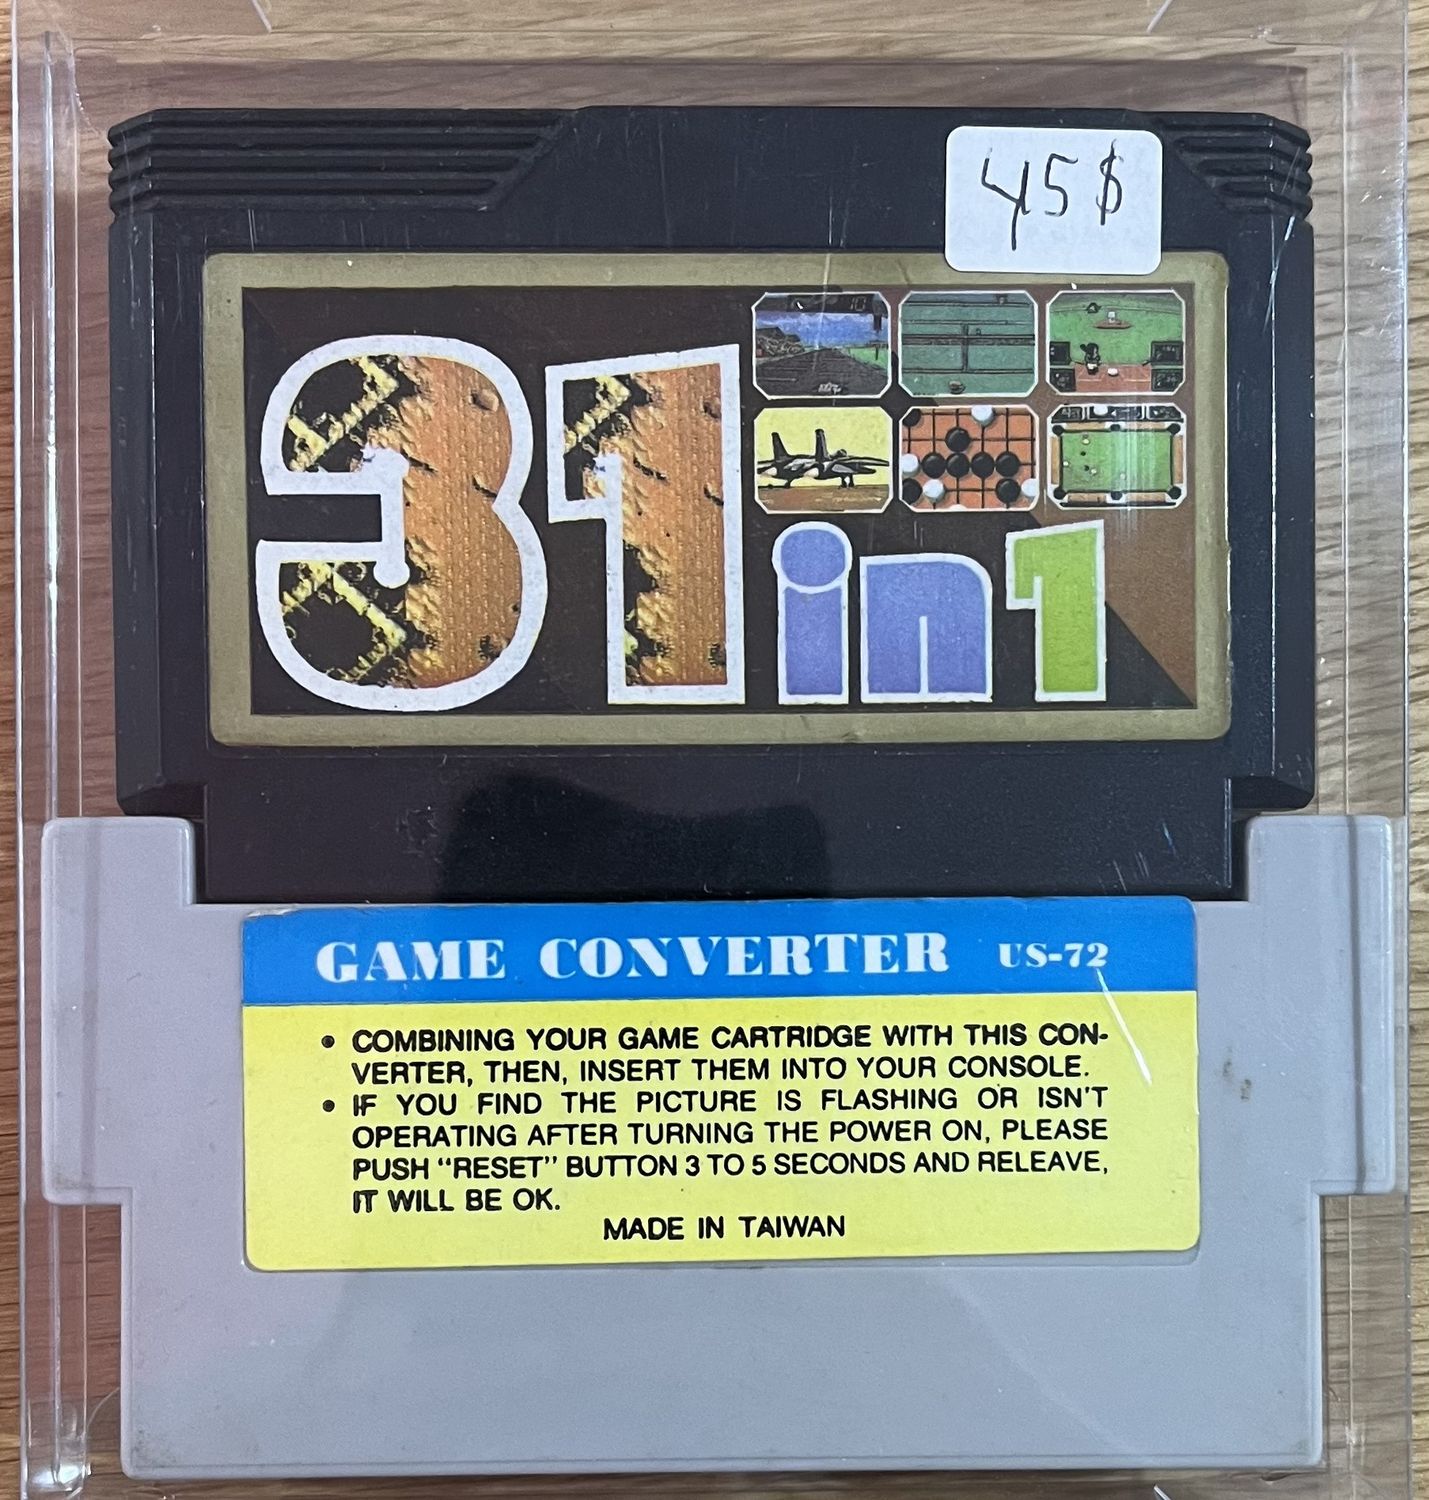 45$
31 in 1
GAME CONVERTER US-72
• COMBINING YOUR GAME CARTRIDGE WITH THIS CON-
VERTER, THEN, INSERT THEM INTO YOUR CONSOLE.
• IF YOU FIND THE PICTURE IS FLASHING OR ISN'T
OPERATING AFTER TURNING THE POWER ON, PLEASE
PUSH "RESET" BUTTON 3 TO 5 SECONDS AND RELEAVE,
IT WILL BE OK.
MADE IN TAIWAN